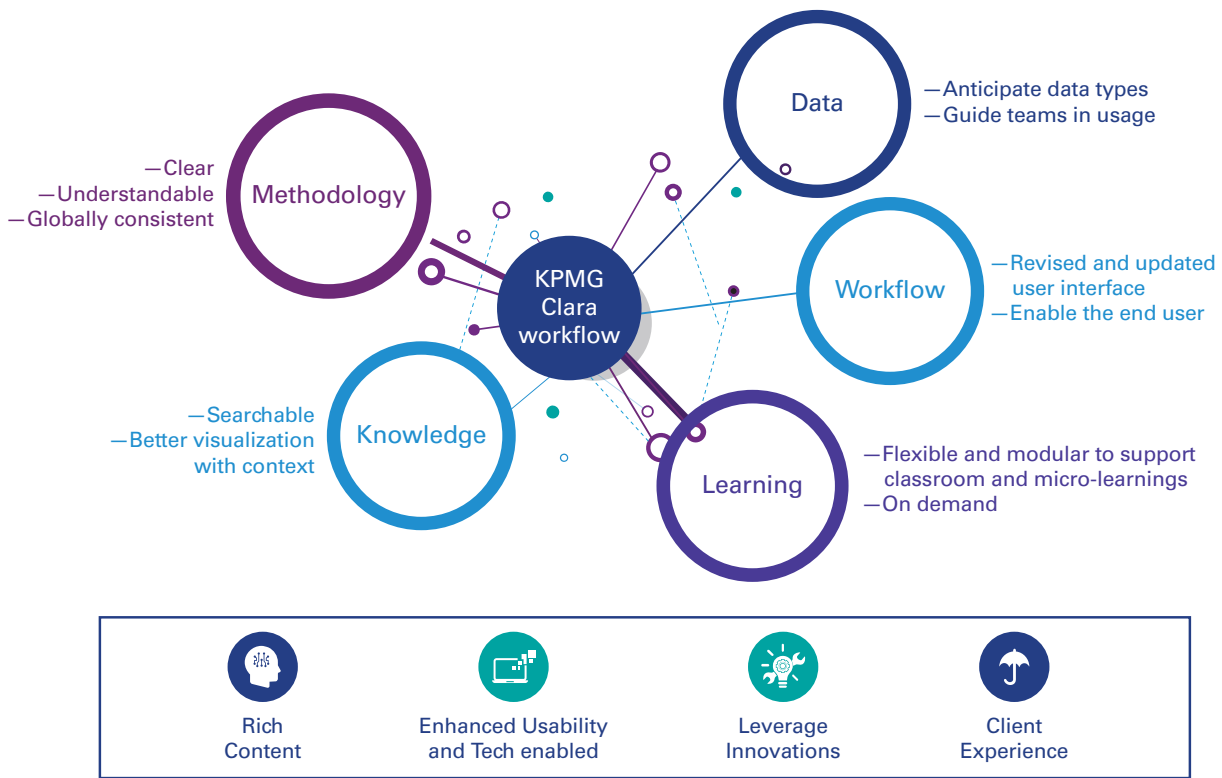 Methodology
—Clear
—Understandable
—Globally consistent
Data
—Anticipate data types
—Guide teams in usage
KPMG
Clara
workflow
Workflow
—Revised and updated
user interface
—Enable the end user
Knowledge
—Searchable
—Better visualization
with context
Learning
—Flexible and modular to support
classroom and micro-learnings
—On demand
Rich
Content
Enhanced Usability
and Tech enabled
Leverage
Innovations
Client
Experience